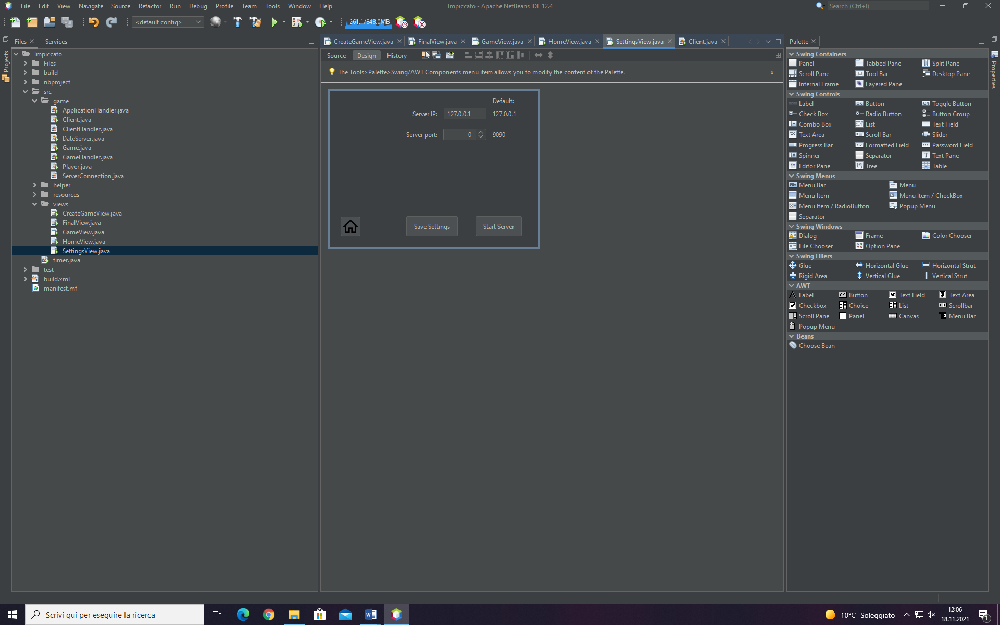 File Edit View Navigate Source Refactor Run Debug Profile Team Tools Window Help
Impiccato - Apache NetBeans IDE 12.4
Search (Ctrl+I)
<default config>
261.1/848.0MB
Files
Services
Projects
Impiccato
Files
build
nbproject
src
game
ApplicationHandler.java
Client.java
ClientHandler.java
DateServer.java
Game.java
GameHandler.java
Player.java
ServerConnection.java
helper
resources
views
CreateGameView.java
FinalView.java
GameView.java
HomeView.java
SettingsView.java
timer.java
test
build.xml
manifest.mf
CreateGameView.java FinalView.java GameView.java HomeView.java SettingsView.java Client.java
Source Design History
The Tools>Palette>Swing/AWT Components menu item allows you to modify the content of the Palette.
x
Default:
Server IP: 127.0.0.1 127.0.0.1
Server port: 0 9090
Save Settings Start Server
Palette
Properties
Swing Containers
Panel Tabbed Pane Split Pane
Scroll Pane Tool Bar Desktop Pane
Internal Frame Layered Pane
Swing Controls
Label Button Toggle Button
Check Box Radio Button Button Group
Combo Box List Text Field
Text Area Scroll Bar Slider
Progress Bar Formatted Field Password Field
Spinner Separator Text Pane
Editor Pane Tree Table
Swing Menus
Menu Bar Menu
Menu Item Menu Item / CheckBox
Menu Item / RadioButton Popup Menu
Separator
Swing Windows
Dialog Frame Color Chooser
File Chooser Option Pane
Swing Fillers
Glue Horizontal Glue Horizontal Strut
Rigid Area Vertical Glue Vertical Strut
AWT
Label Button Text Field Text Area
Checkbox Choice List Scrollbar
Scroll Pane Panel Canvas Menu Bar
Popup Menu
Beans
Choose Bean
Scrivi qui per eseguire la ricerca
10°C Soleggiato
12:06
18.11.2021
1